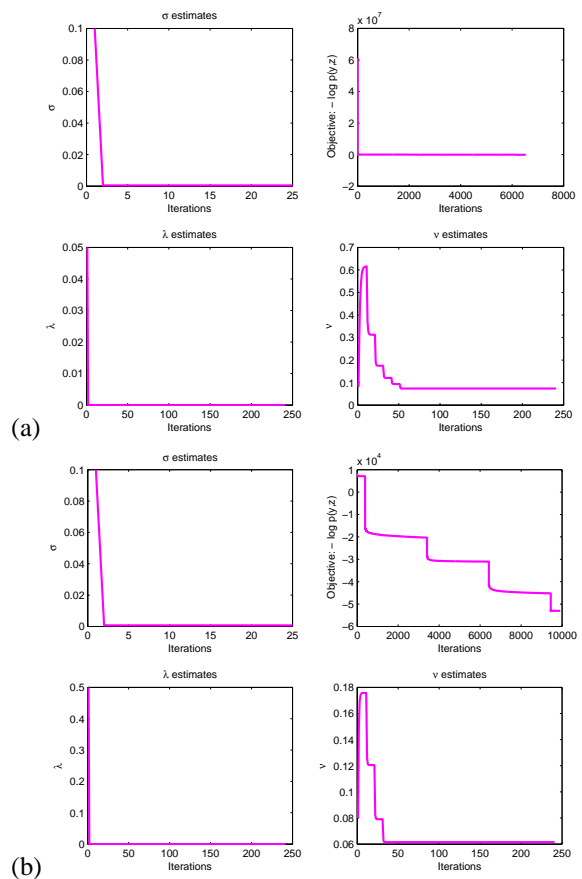 σ estimates
0.1
0.08
0.06
0.04
0.02
0
σ
0 5 10 15 20 25
Iterations
x 10^7
8
6
4
2
0
−2
Objective: − log p(y,z)
0 2000 4000 6000 8000
Iterations
λ estimates
0.05
0.04
0.03
0.02
0.01
0
λ
0 50 100 150 200 250
Iterations
ν estimates
0.7
0.6
0.5
0.4
0.3
0.2
0.1
0
ν
0 50 100 150 200 250
Iterations
(a)
σ estimates
0.1
0.08
0.06
0.04
0.02
0
σ
0 5 10 15 20 25
Iterations
x 10^4
1
0
−1
−2
−3
−4
−5
−6
Objective: − log p(y,z)
0 2000 4000 6000 8000 10000
Iterations
λ estimates
0.5
0.4
0.3
0.2
0.1
0
λ
0 50 100 150 200 250
Iterations
ν estimates
0.18
0.16
0.14
0.12
0.1
0.08
0.06
ν
0 50 100 150 200 250
Iterations
(b)